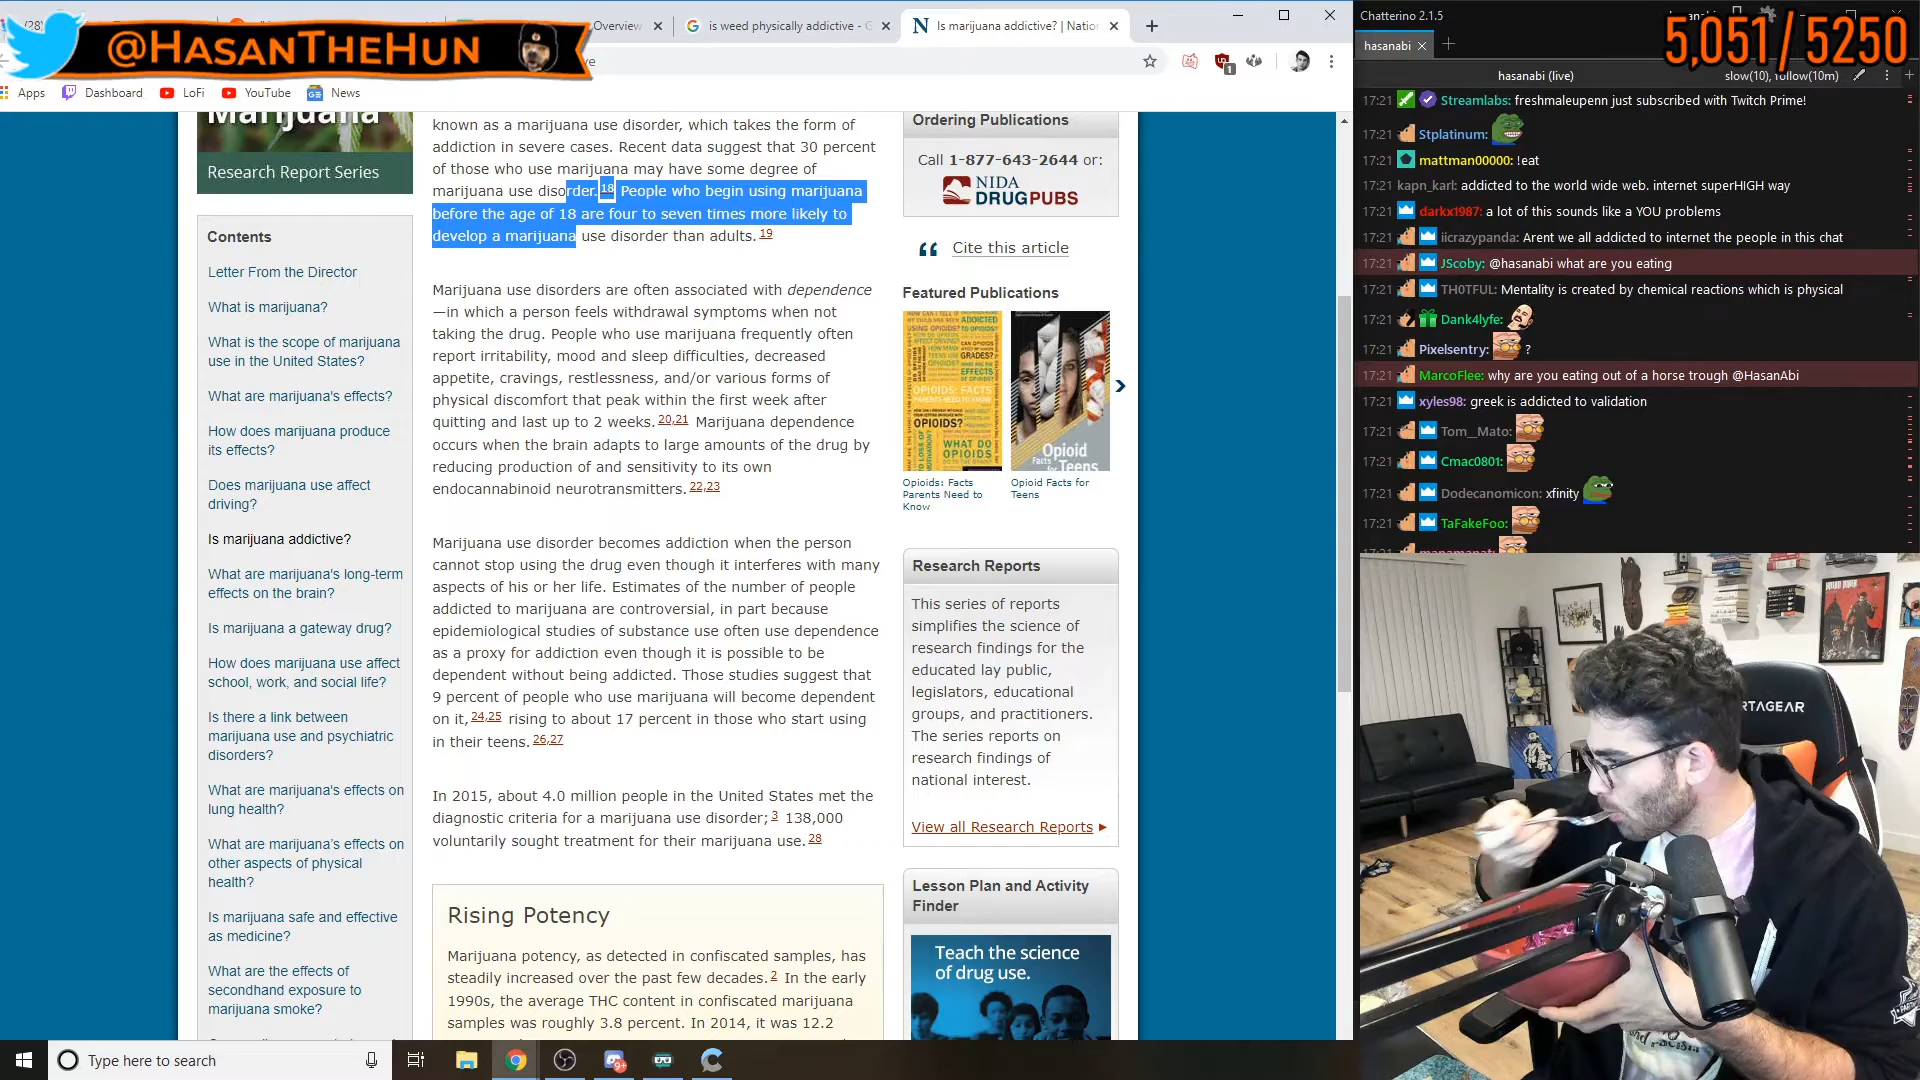 @HASANTHEHUN
(28)
Overview
is weed physically addictive - G
Is marijuana addictive? | Nation
Apps
Dashboard
LoFi
YouTube
News
Marijuana
Research Report Series
Contents
Letter From the Director
What is marijuana?
What is the scope of marijuana
use in the United States?
What are marijuana's effects?
How does marijuana produce
its effects?
Does marijuana use affect
driving?
Is marijuana addictive?
What are marijuana's long-term
effects on the brain?
Is marijuana a gateway drug?
How does marijuana use affect
school, work, and social life?
Is there a link between
marijuana use and psychiatric
disorders?
What are marijuana's effects on
lung health?
What are marijuana's effects on
other aspects of physical
health?
Is marijuana safe and effective
as medicine?
What are the effects of
secondhand exposure to
marijuana smoke?
known as a marijuana use disorder, which takes the form of
addiction in severe cases. Recent data suggest that 30 percent
of those who use marijuana may have some degree of
marijuana use disorder. 18 People who begin using marijuana
before the age of 18 are four to seven times more likely to
develop a marijuana use disorder than adults. 19
Marijuana use disorders are often associated with dependence
—in which a person feels withdrawal symptoms when not
taking the drug. People who use marijuana frequently often
report irritability, mood and sleep difficulties, decreased
appetite, cravings, restlessness, and/or various forms of
physical discomfort that peak within the first week after
quitting and last up to 2 weeks. 20,21 Marijuana dependence
occurs when the brain adapts to large amounts of the drug by
reducing production of and sensitivity to its own
endocannabinoid neurotransmitters. 22,23
Marijuana use disorder becomes addiction when the person
cannot stop using the drug even though it interferes with many
aspects of his or her life. Estimates of the number of people
addicted to marijuana are controversial, in part because
epidemiological studies of substance use often use dependence
as a proxy for addiction even though it is possible to be
dependent without being addicted. Those studies suggest that
9 percent of people who use marijuana will become dependent
on it, 24,25 rising to about 17 percent in those who start using
in their teens. 26,27
In 2015, about 4.0 million people in the United States met the
diagnostic criteria for a marijuana use disorder; 3 138,000
voluntarily sought treatment for their marijuana use. 28
Rising Potency
Marijuana potency, as detected in confiscated samples, has
steadily increased over the past few decades. 2 In the early
1990s, the average THC content in confiscated marijuana
samples was roughly 3.8 percent. In 2014, it was 12.2
Ordering Publications
Call 1-877-643-2644 or:
NIDA
DRUGPUBS
Cite this article
Featured Publications
Opioids: Facts
Parents Need to
Know
Opioid
Facts for Teens
Opioid Facts for
Teens
Research Reports
This series of reports
simplifies the science of
research findings for the
educated lay public,
legislators, educational
groups, and practitioners.
The series reports on
research findings of
national interest.
View all Research Reports
Lesson Plan and Activity
Finder
Teach the science
of drug use.
Type here to search
Chatterino 2.1.5
5,051/5250
hasanabi
hasanabi (live)
slow(10), follow(10m)
17:21 Streamlabs: freshmaleupenn just subscribed with Twitch Prime!
17:21 Stplatinum:
17:21 mattman00000: !eat
17:21 kapn_karl: addicted to the world wide web. internet superHIGH way
17:21 darkx1987: a lot of this sounds like a YOU problems
17:21 iicrazypanda: Arent we all addicted to internet the people in this chat
17:21 JScoby: @hasanabi what are you eating
17:21 TH0TFUL: Mentality is created by chemical reactions which is physical
17:21 Dank4lyfe:
17:21 Pixelsentry: ?
17:21 MarcoFlee: why are you eating out of a horse trough @HasanAbi
17:21 xyles98: greek is addicted to validation
17:21 Tom__Mato:
17:21 Cmac0801:
17:21 Dodecanomicon: xfinity
17:21 TaFakeFoo:
RTAGEAR